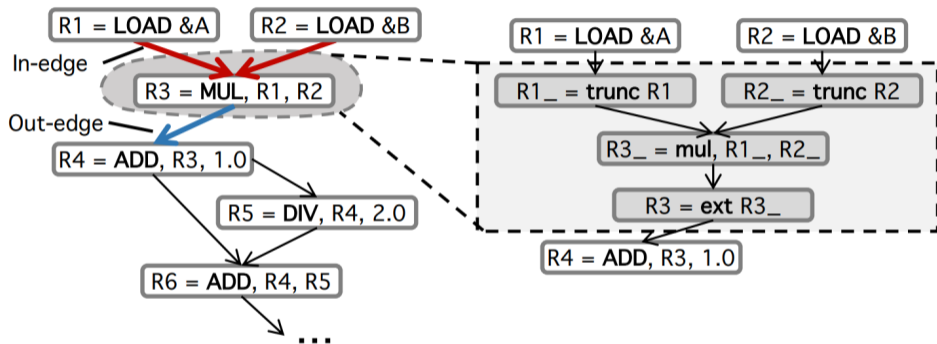 R1 = LOAD &A
R2 = LOAD &B
In-edge
R3 = MUL, R1, R2
Out-edge
R4 = ADD, R3, 1.0
R5 = DIV, R4, 2.0
R6 = ADD, R4, R5
...
R1 = LOAD &A
R2 = LOAD &B
R1_ = trunc R1
R2_ = trunc R2
R3_ = mul, R1_, R2_
R3 = ext R3_
R4 = ADD, R3, 1.0